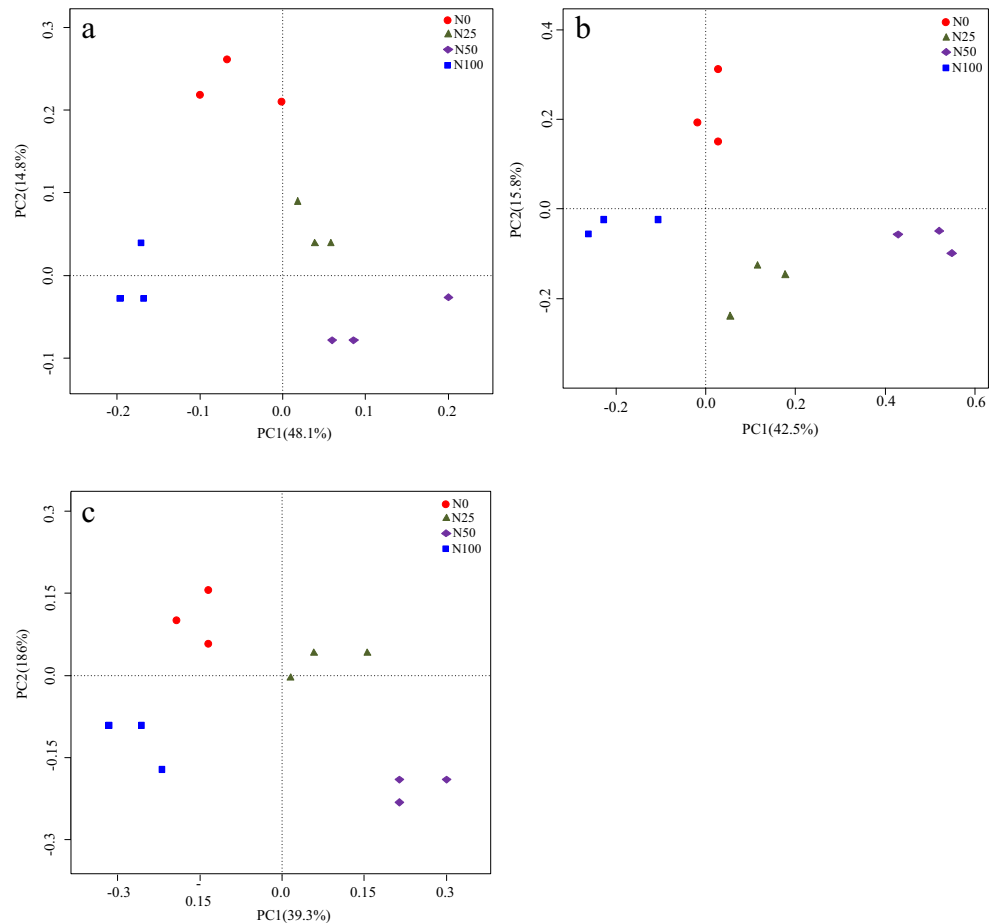 a
N0
N25
N50
N100
0.3
0.2
0.1
0.0
-0.1
PC2(14.8%)
-0.2
-0.1
0.0
0.1
0.2
PC1(48.1%)
b
N0
N25
N50
N100
0.4
0.2
0.0
-0.2
PC2(15.8%)
-0.2
0.0
0.2
0.4
0.6
PC1(42.5%)
c
N0
N25
N50
N100
0.3
0.15
0.0
-0.15
-0.3
PC2(186%)
-0.3
-
0.15
0.0
0.15
0.3
PC1(39.3%)